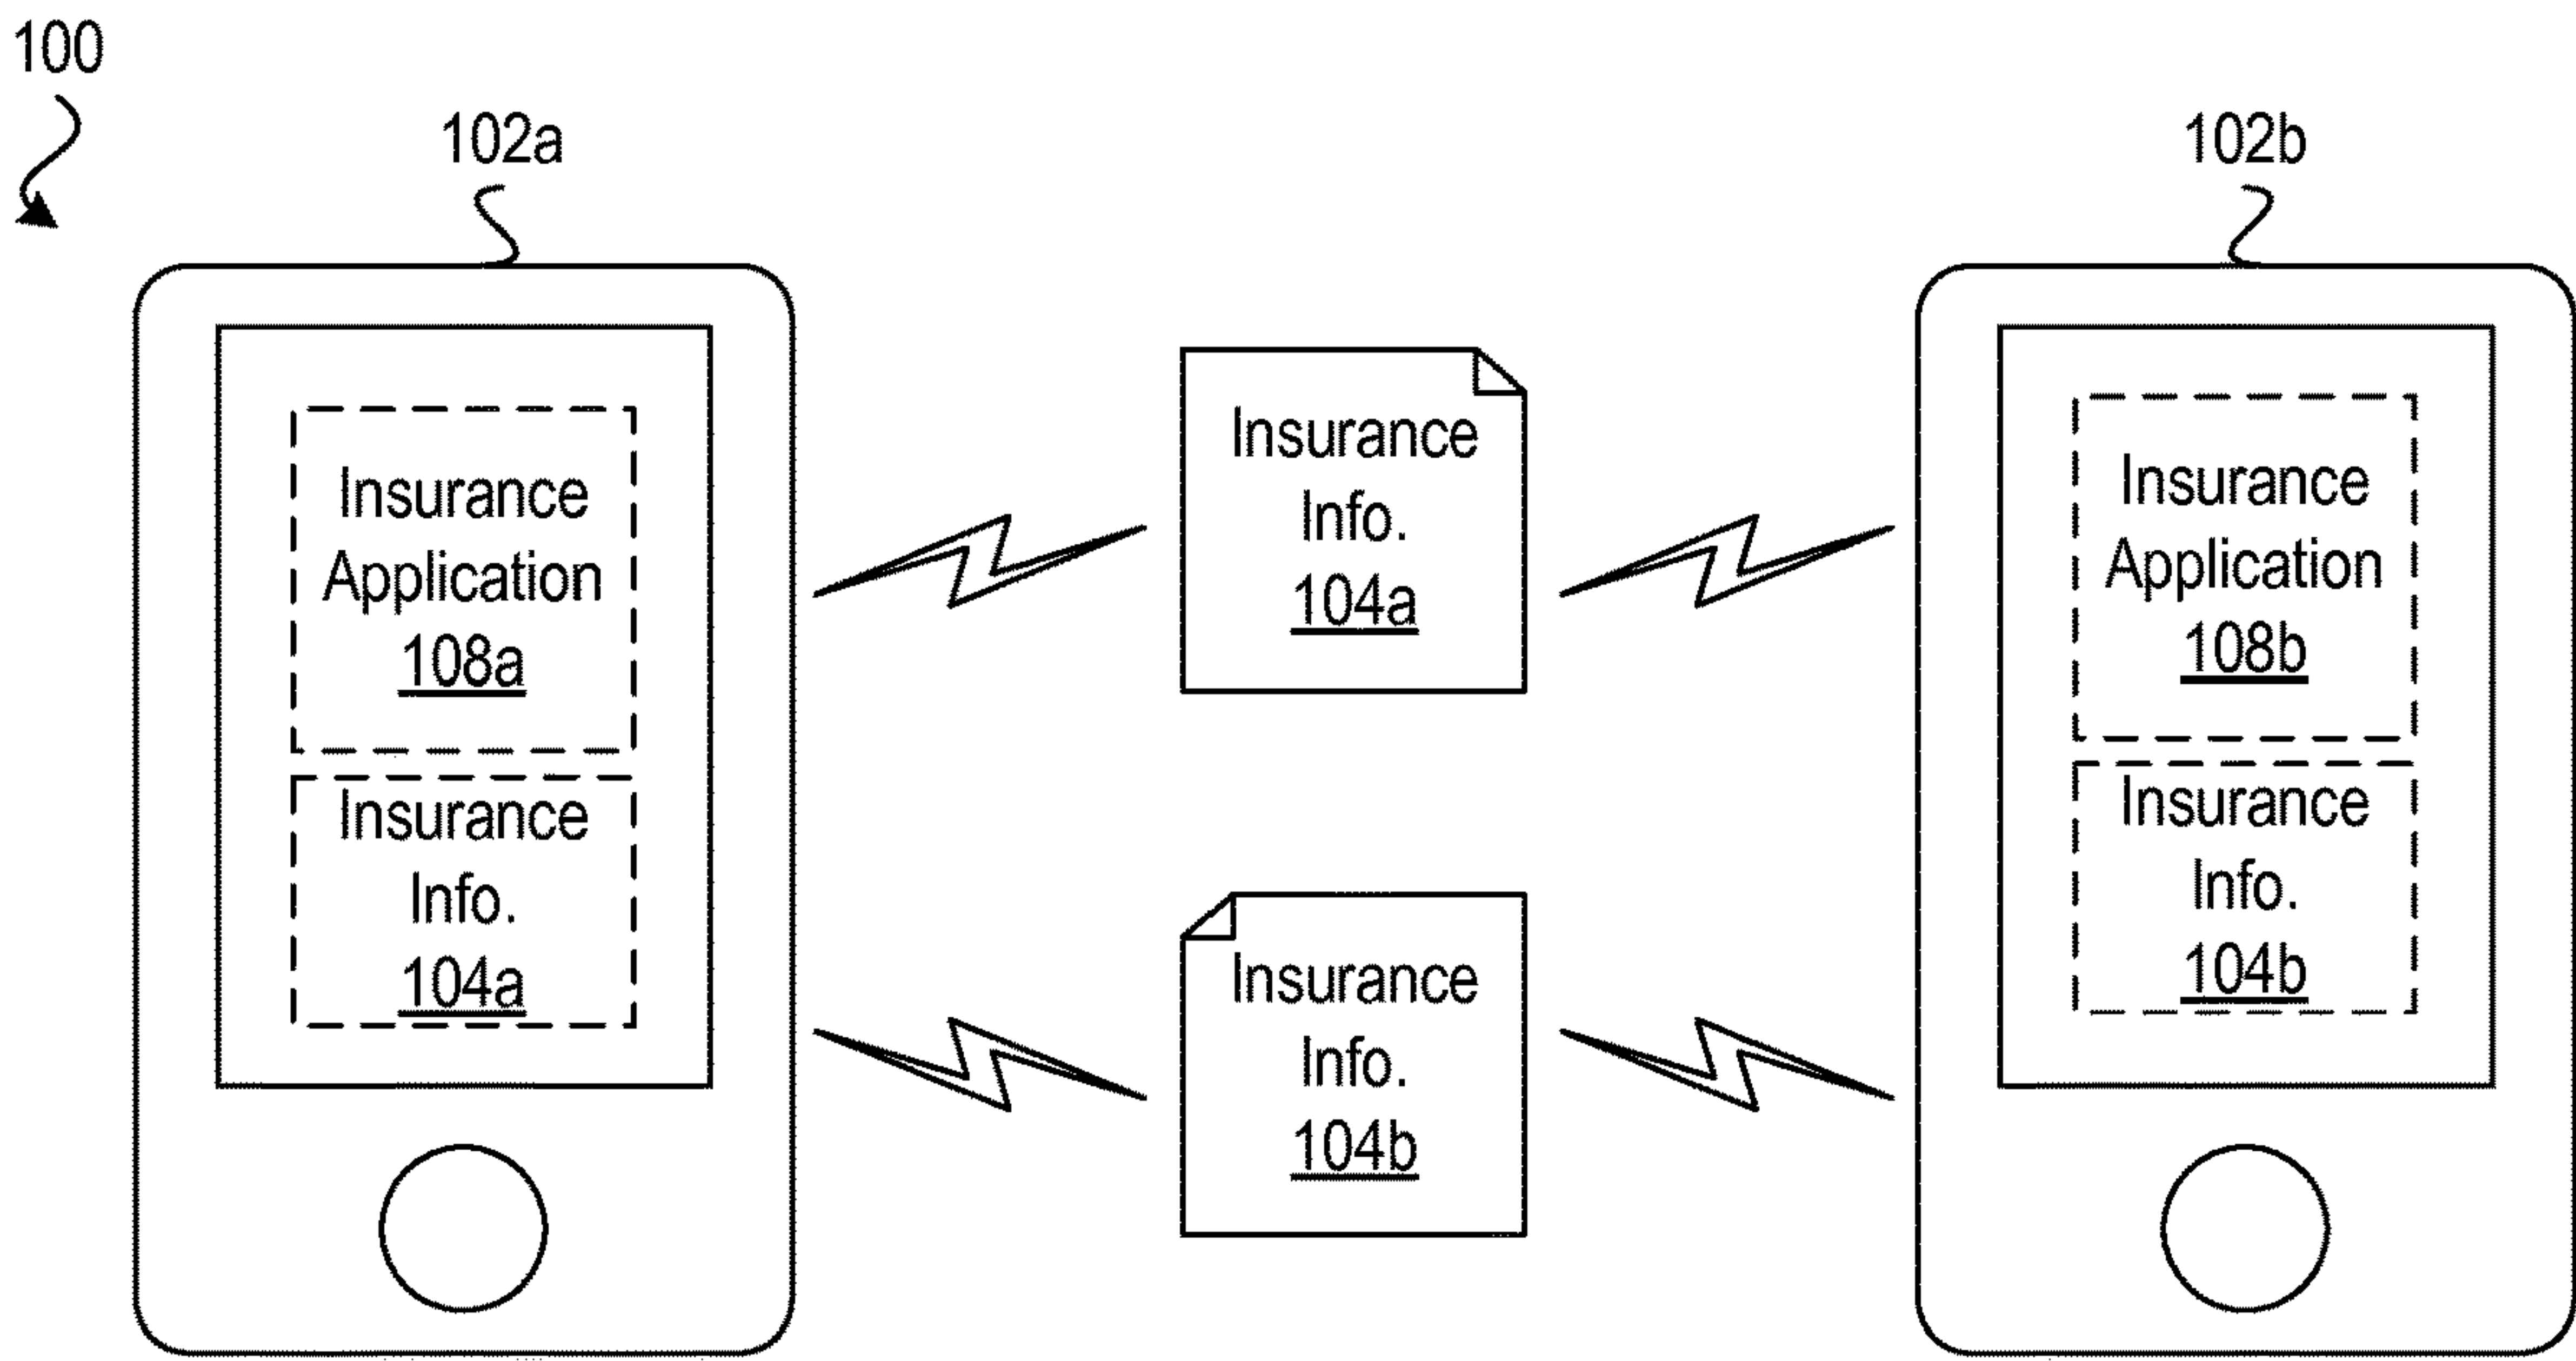 100
102a
102b
Insurance
Application
108a
Insurance
Info.
104a
Insurance
Info.
104a
Insurance
Info.
104b
Insurance
Application
108b
Insurance
Info.
104b